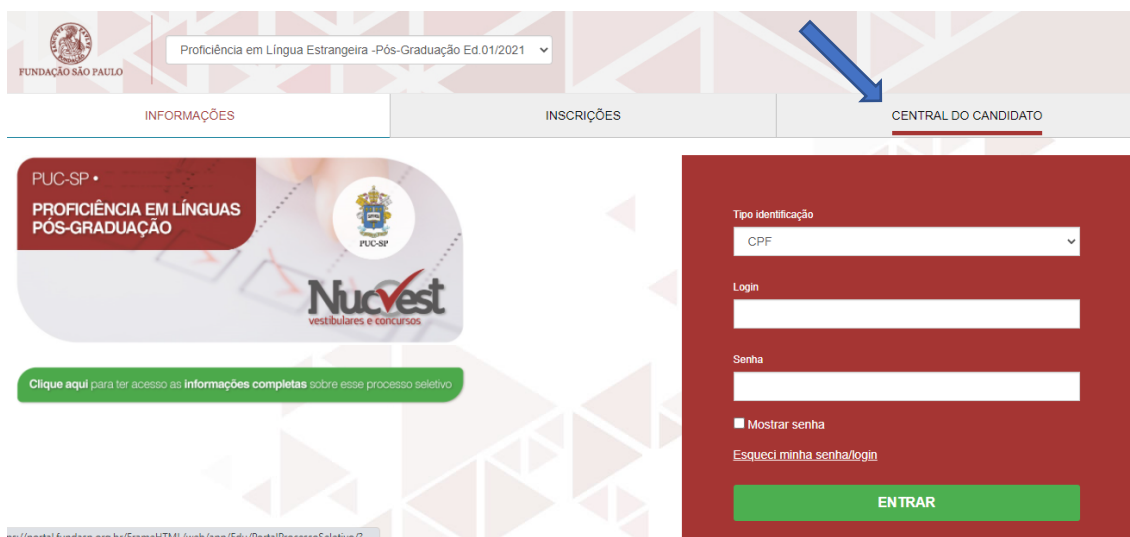 Proficiência em Língua Estrangeira -Pós-Graduação Ed.01/2021
FUNDAÇÃO SÃO PAULO
INFORMAÇÕES
INSCRIÇÕES
CENTRAL DO CANDIDATO
PUC-SP •
PROFICIÊNCIA EM LÍNGUAS
PÓS-GRADUAÇÃO
PUC-SP
NucVest
vestibulares e concursos
Clique aqui para ter acesso as informações completas sobre esse processo seletivo
Tipo identificação
CPF
Login
Senha
Mostrar senha
Esqueci minha senha/login
ENTRAR